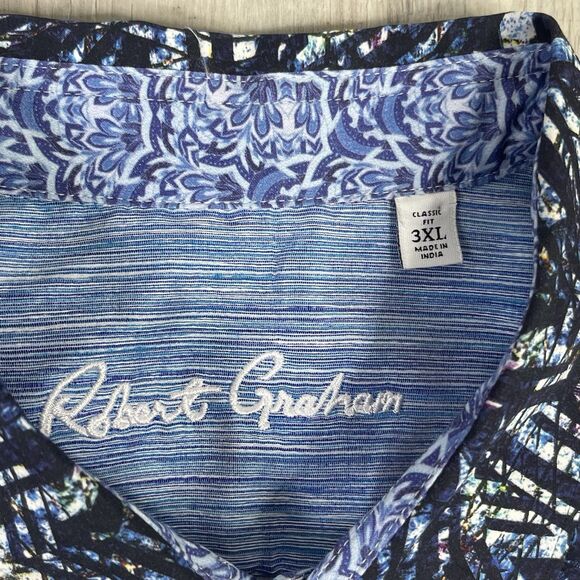 CLASSIC
FIT
3XL
MADE IN
INDIA
Robert Graham